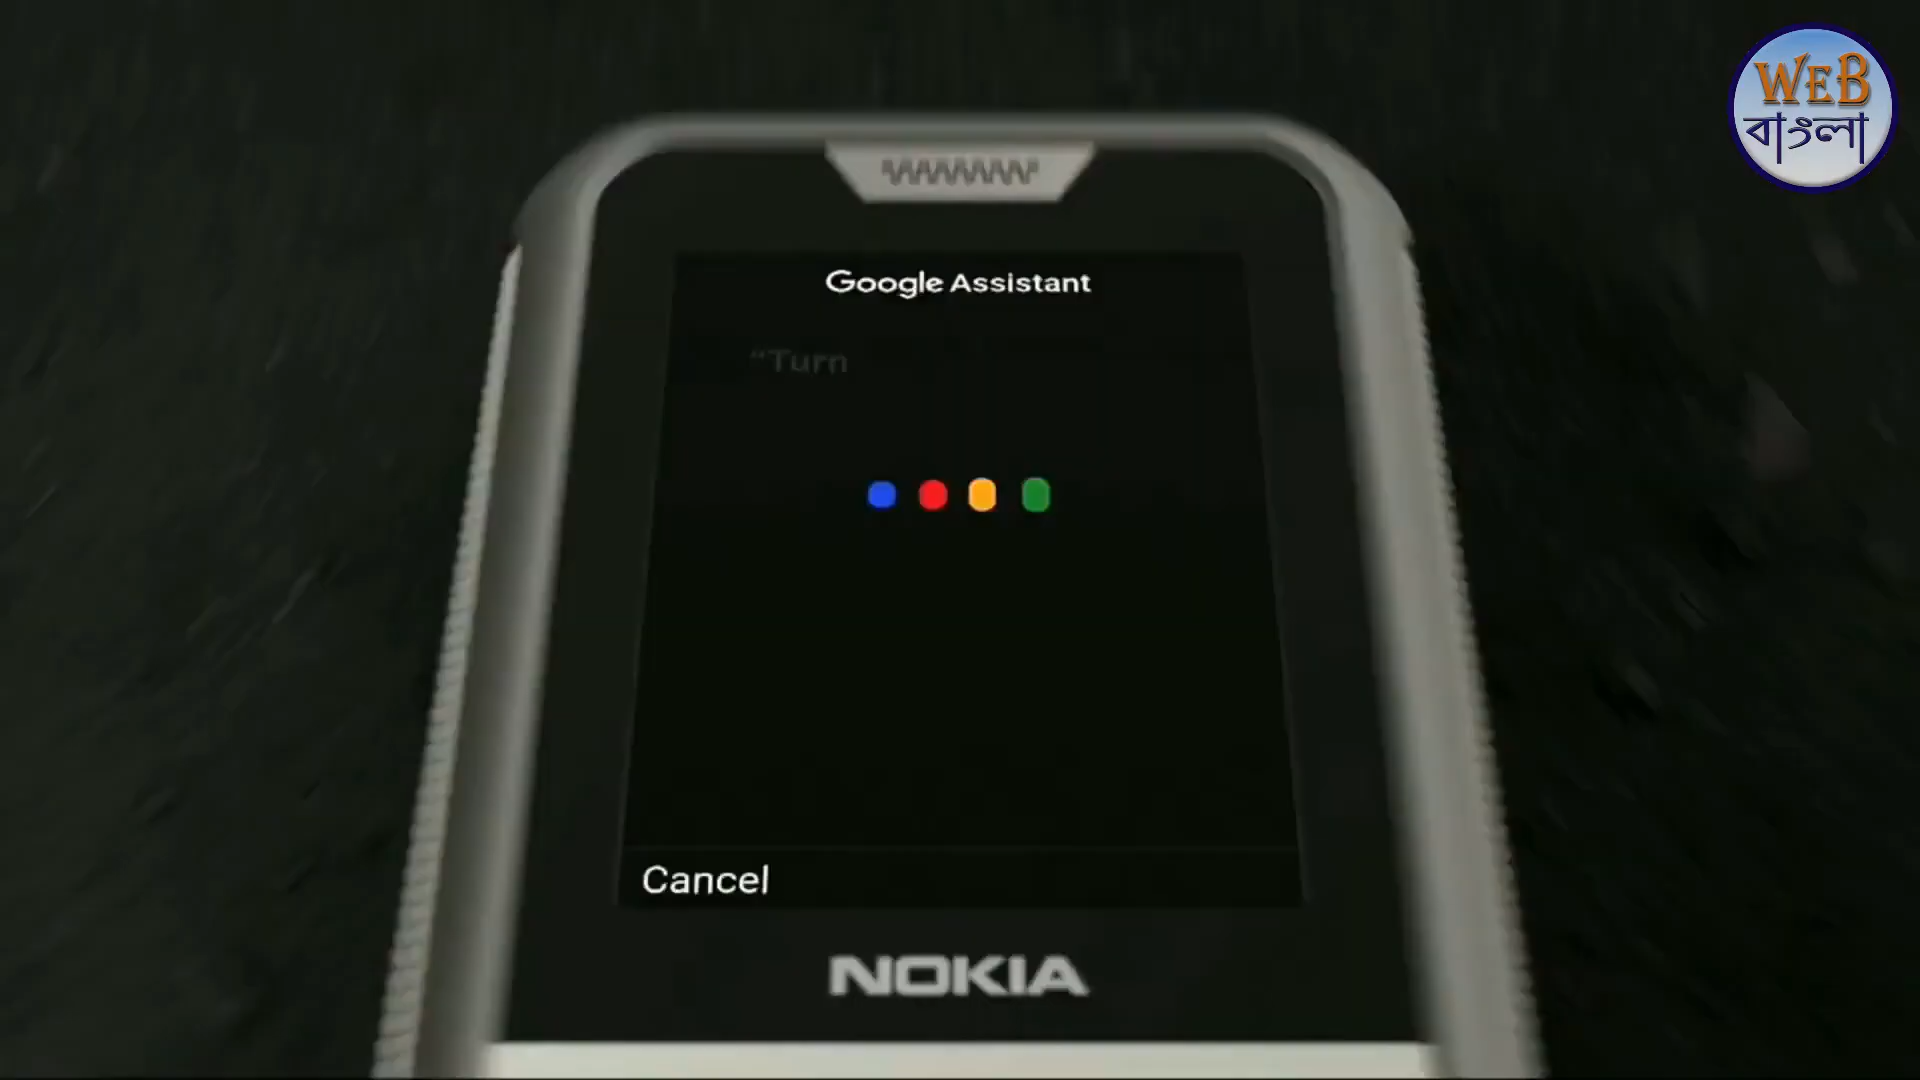 WEB
বাংলা
Google Assistant
“Turn
Cancel
NOKIA